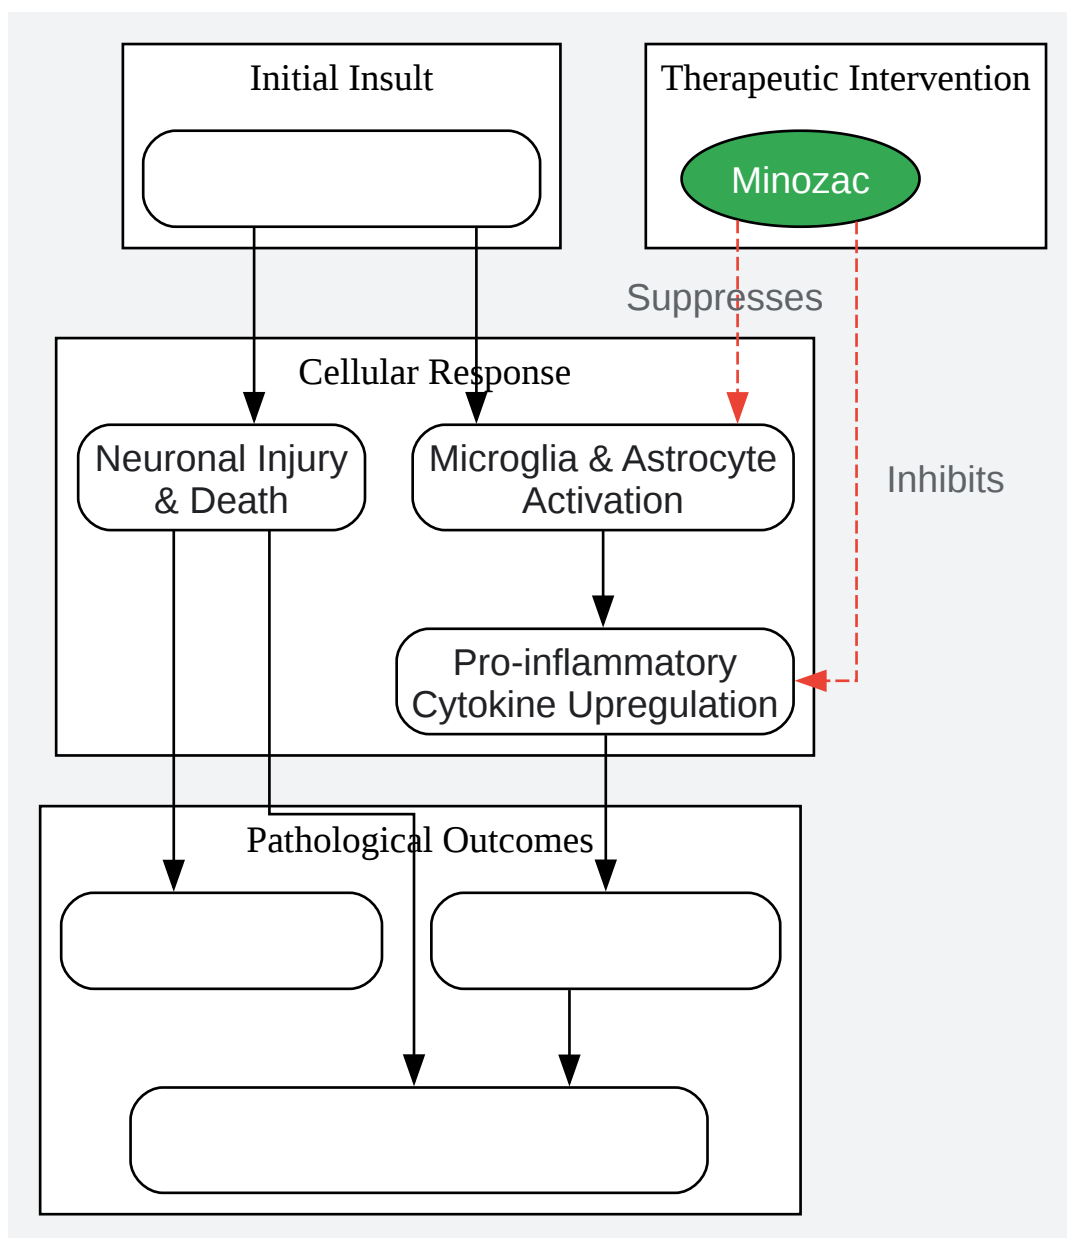 Initial Insult
Therapeutic Intervention
Minozac
Suppresses
Cellular Response
Neuronal Injury
& Death
Microglia & Astrocyte
Activation
Inhibits
Pro-inflammatory
Cytokine Upregulation
Pathological Outcomes